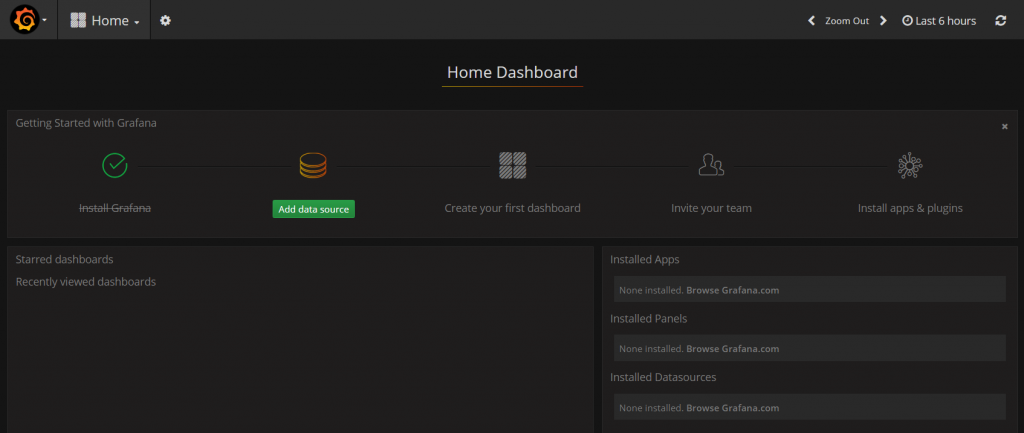 Home
Zoom Out
Last 6 hours
Home Dashboard
Getting Started with Grafana
Install Grafana
Add data source
Create your first dashboard
Invite your team
Install apps & plugins
Starred dashboards
Recently viewed dashboards
Installed Apps
None installed. Browse Grafana.com
Installed Panels
None installed. Browse Grafana.com
Installed Datasources
None installed. Browse Grafana.com